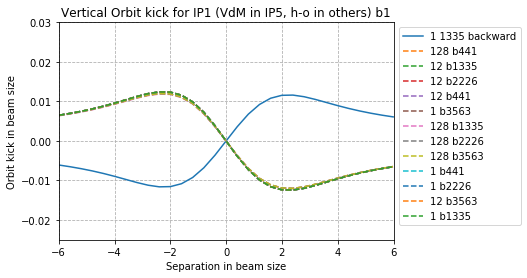 Vertical Orbit kick for IP1 (VdM in IP5, h-o in others) b1
0.03
0.02
0.01
0.00
−0.01
−0.02
Orbit kick in beam size
−6
−4
−2
0
2
4
6
Separation in beam size
1 1335 backward
128 b441
12 b1335
12 b2226
12 b441
1 b3563
128 b1335
128 b2226
128 b3563
1 b441
1 b2226
12 b3563
1 b1335